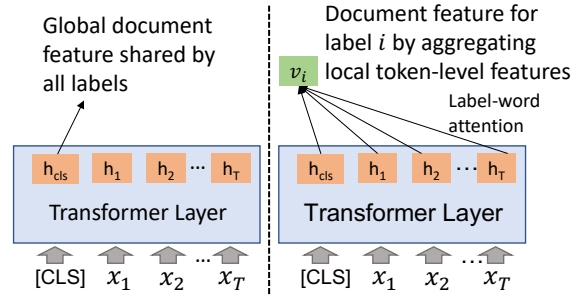 Global document
feature shared by
all labels
h_cls h_1 h_2 ... h_T
Transformer Layer
[CLS] x_1 x_2 ... x_T
Document feature for
label i by aggregating
local token-level features
v_i
Label-word
attention
h_cls h_1 h_2 ... h_T
Transformer Layer
[CLS] x_1 x_2 ... x_T